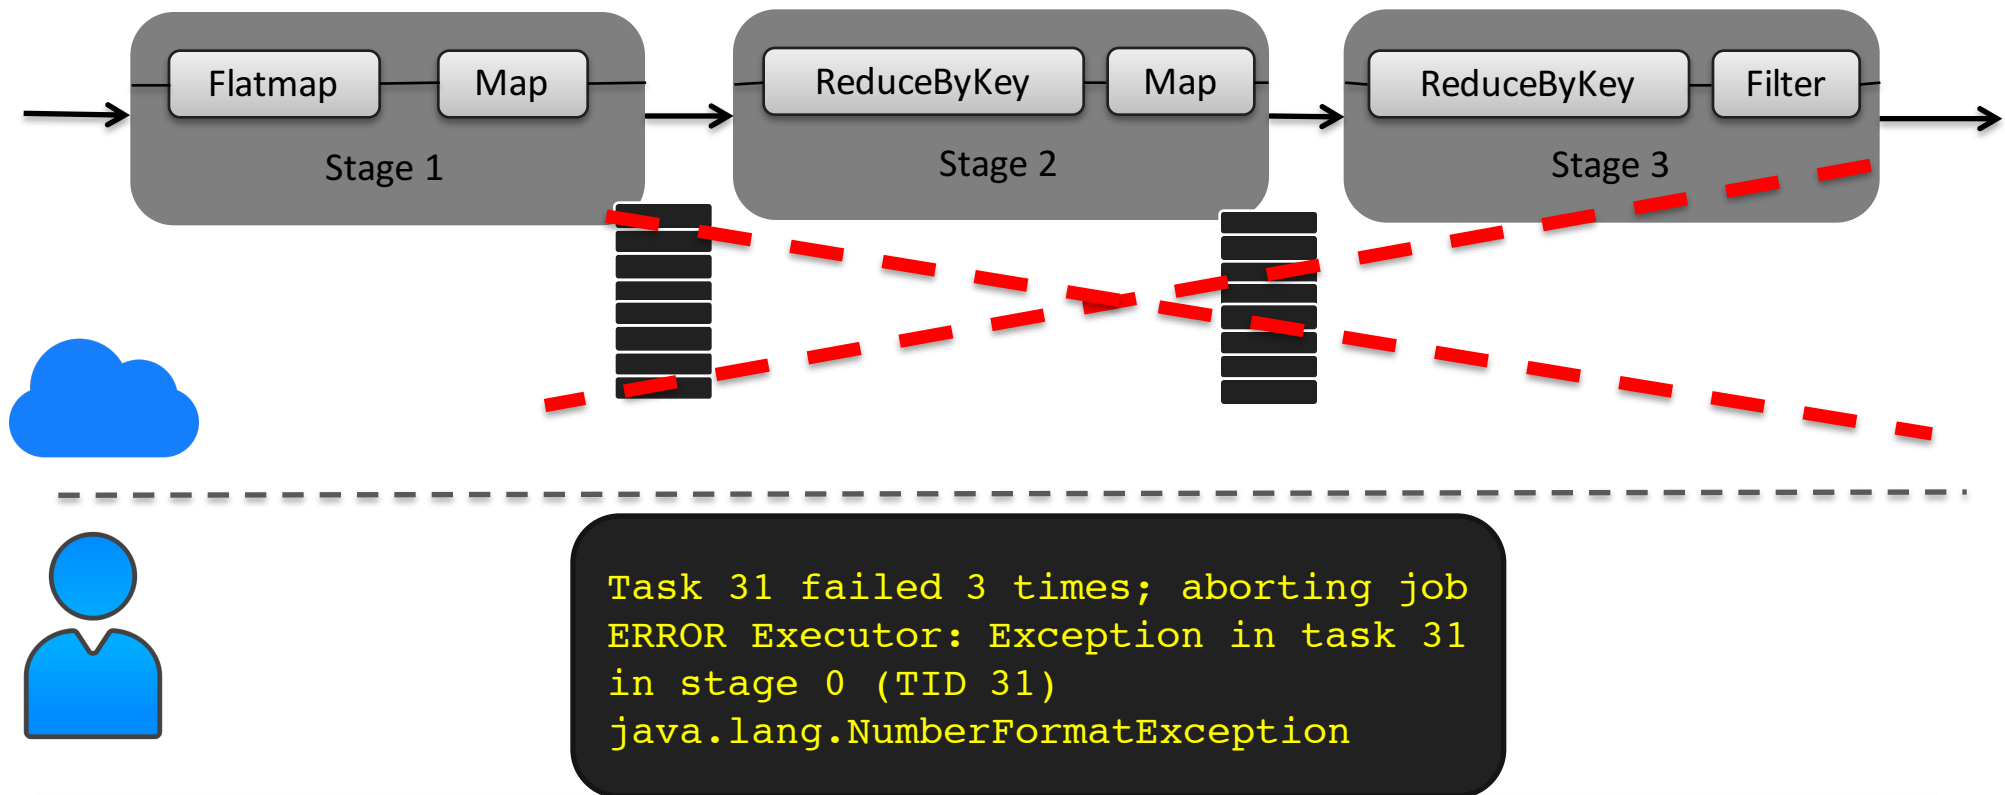 Flatmap
Map
ReduceByKey
Map
ReduceByKey
Filter
Stage 1
Stage 2
Stage 3
Task 31 failed 3 times; aborting job
ERROR Executor: Exception in task 31
in stage 0 (TID 31)
java.lang.NumberFormatException